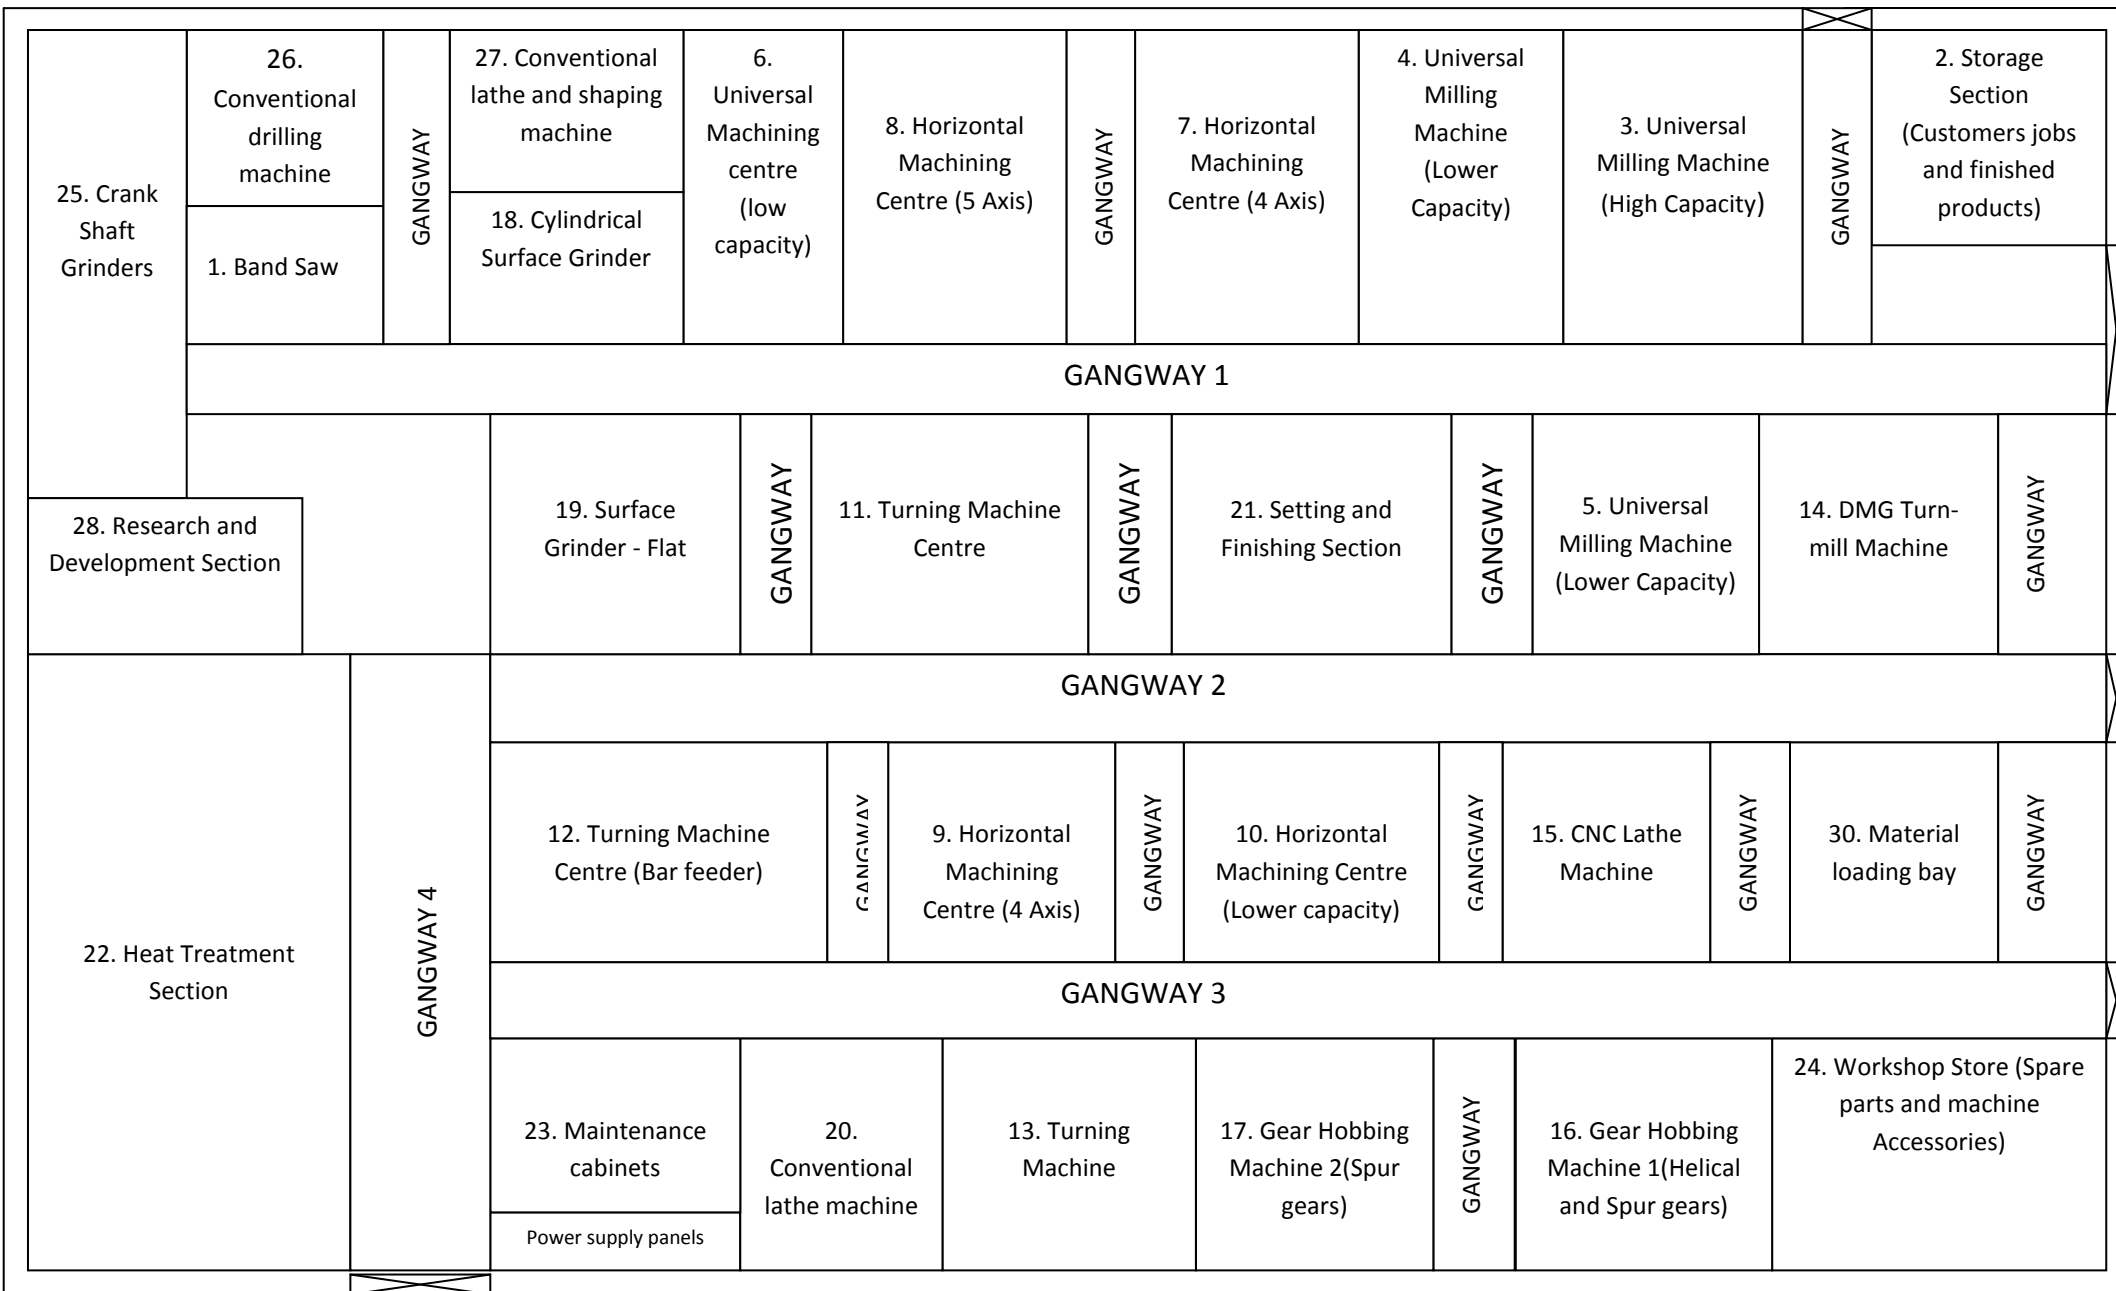 25. Crank
Shaft
Grinders
26.
Conventional
drilling
machine
1. Band Saw
GANGWAY
27. Conventional
lathe and shaping
machine
18. Cylindrical
Surface Grinder
6.
Universal
Machining
centre
(low
capacity)
8. Horizontal
Machining
Centre (5 Axis)
GANGWAY
7. Horizontal
Machining
Centre (4 Axis)
4. Universal
Milling
Machine
(Lower
Capacity)
3. Universal
Milling Machine
(High Capacity)
GANGWAY
2. Storage
Section
(Customers jobs
and finished
products)
GANGWAY 1
28. Research and
Development Section
19. Surface
Grinder - Flat
GANGWAY
11. Turning Machine
Centre
GANGWAY
21. Setting and
Finishing Section
GANGWAY
5. Universal
Milling Machine
(Lower Capacity)
14. DMG Turn-
mill Machine
GANGWAY
GANGWAY 2
22. Heat Treatment
Section
GANGWAY 4
12. Turning Machine
Centre (Bar feeder)
GANGWAY
9. Horizontal
Machining
Centre (4 Axis)
GANGWAY
10. Horizontal
Machining Centre
(Lower capacity)
GANGWAY
15. CNC Lathe
Machine
GANGWAY
30. Material
loading bay
GANGWAY
GANGWAY 3
23. Maintenance
cabinets
Power supply panels
20.
Conventional
lathe machine
13. Turning
Machine
17. Gear Hobbing
Machine 2(Spur
gears)
GANGWAY
16. Gear Hobbing
Machine 1(Helical
and Spur gears)
24. Workshop Store (Spare
parts and machine
Accessories)